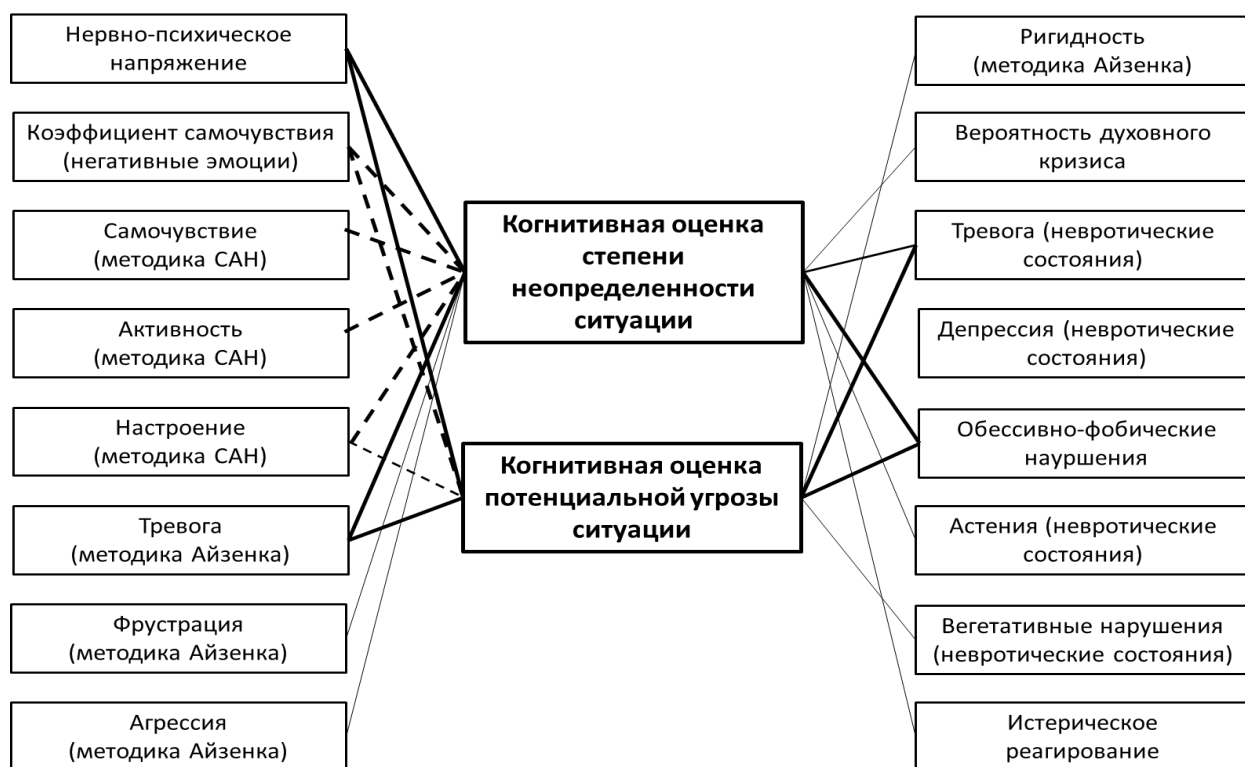 Нервно-психическое
напряжение
Коэффициент самочувствия
(негативные эмоции)
Самочувствие
(методика САН)
Активность
(методика САН)
Настроение
(методика САН)
Тревога
(методика Айзенка)
Фрустрация
(методика Айзенка)
Агрессия
(методика Айзенка)
Когнитивная оценка
степени
неопределенности
ситуации
Когнитивная оценка
потенциальной угрозы
ситуации
Ригидность
(методика Айзенка)
Вероятность духовного
кризиса
Тревога (невротические
состояния)
Депрессия (невротические
состояния)
Обессивно-фобические
науршения
Астения (невротические
состояния)
Вегетативные нарушения
(невротические состояния)
Истерическое
реагирование